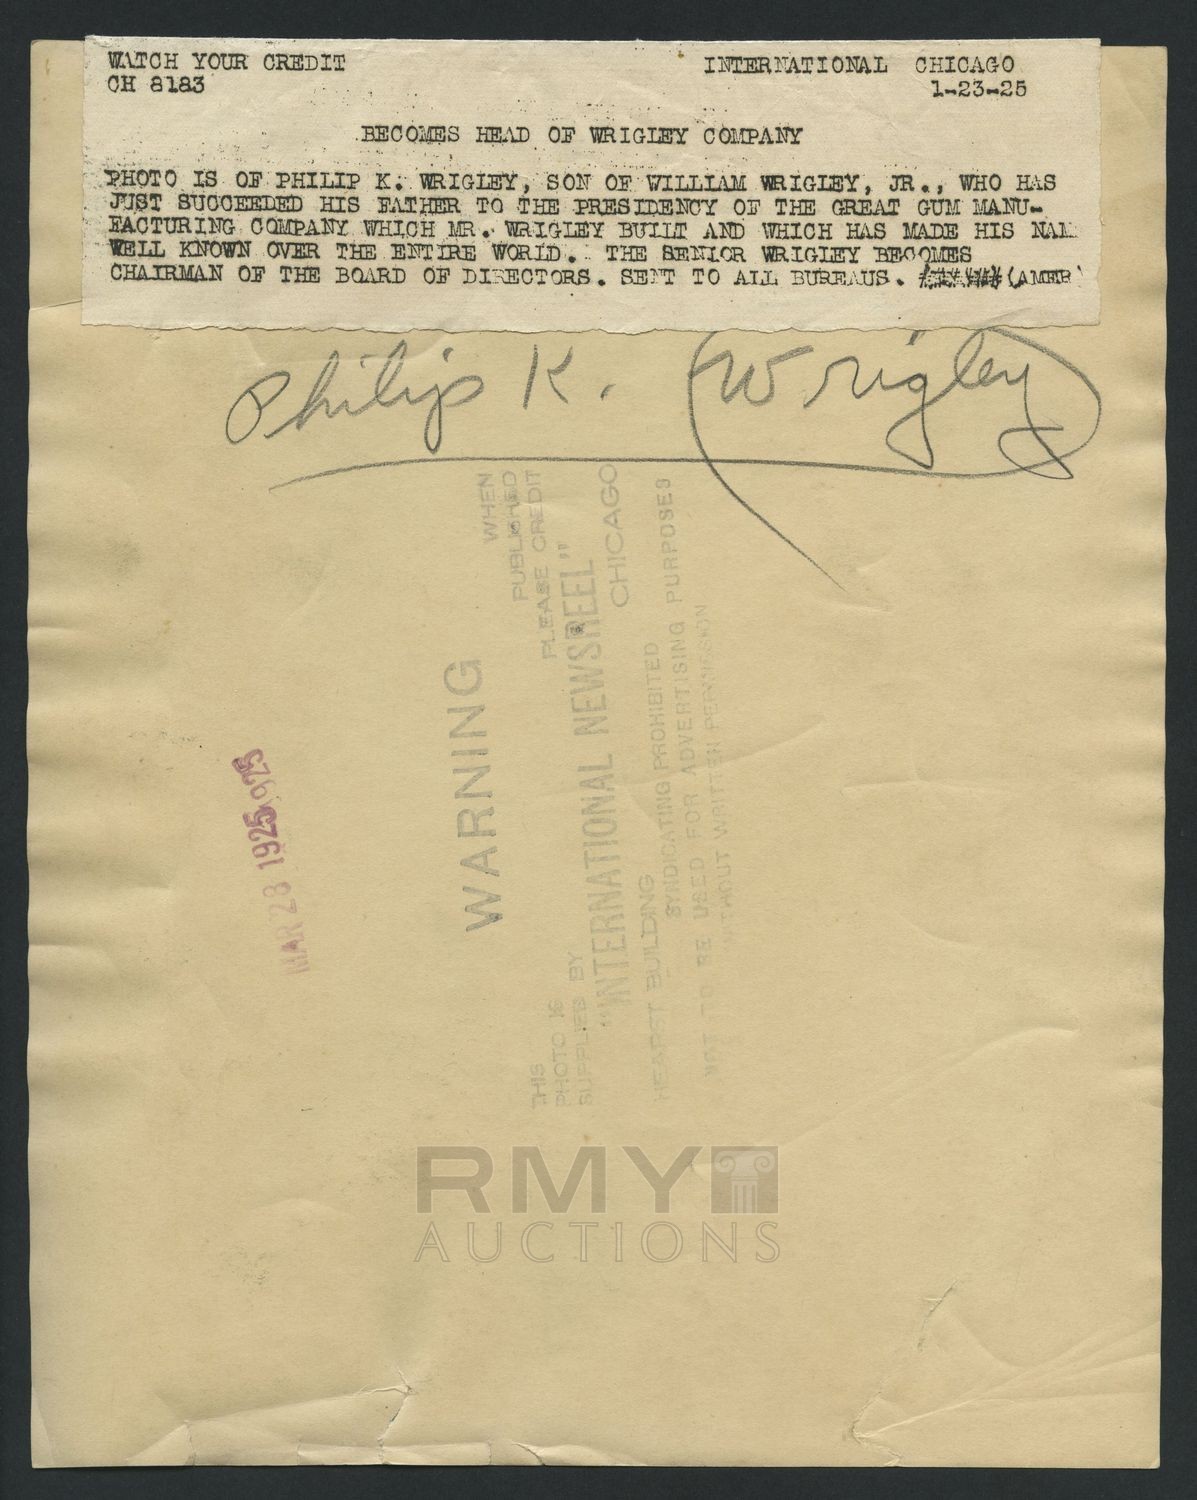 WATCH YOUR CREDIT
INTERNATIONAL CHICAGO
CH 8183
1-23-25
BECOMES HEAD OF WRIGLEY COMPANY
PHOTO IS OF PHILIP K. WRIGLEY, SON OF WILLIAM WRIGLEY, JR., WHO HAS
JUST SUCCEEDED HIS FATHER TO THE PRESIDENCY OF THE GREAT GUM MANU-
FACTURING COMPANY WHICH MR. WRIGLEY BUILT AND WHICH HAS MADE HIS
WELL KNOWN OVER THE ENTIRE WORLD. THE SENIOR WRIGLEY BECOMES
CHAIRMAN OF THE BOARD OF DIRECTORS. SENT TO ALL BUREAUS. (AMER)
Philip K. Wrigley
WARNING
THIS
PHOTO IS
SUPPLIED BY
WHEN
PUBLISHED
PLEASE CREDIT
"INTERNATIONAL NEWSREEL"
HEARST BUILDING CHICAGO
SYNDICATING PROHIBITED
NOT TO BE USED FOR ADVERTISING PURPOSES
WITHOUT WRITTEN PERMISSION
MAR 28 1925 1925
RMY
AUCTIONS